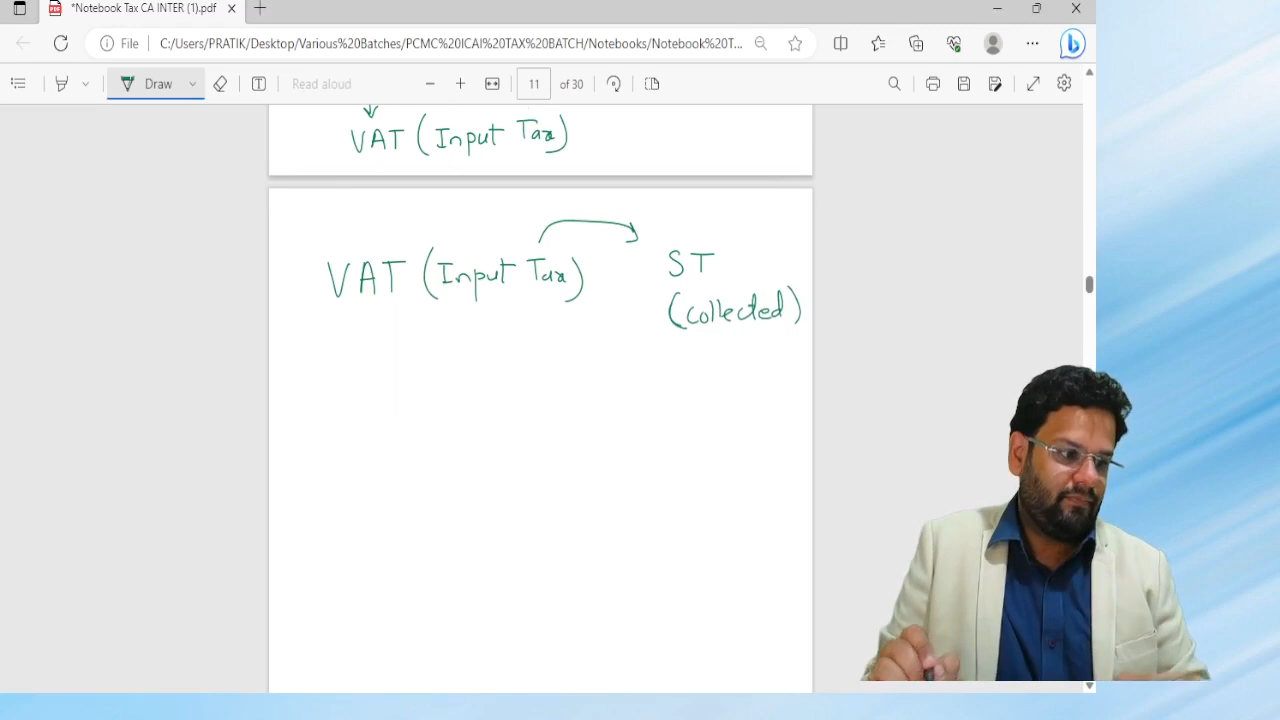 *Notebook Tax CA INTER (1).pdf
File C:/Users/PRATIK/Desktop/Various%20Batches/PCMC%20ICAI%20TAX%20BATCH/Notebooks/Notebook%20T...
Draw Read aloud 11 of 30
VAT (Input Tax)
VAT (Input Tax) ST
(collected)